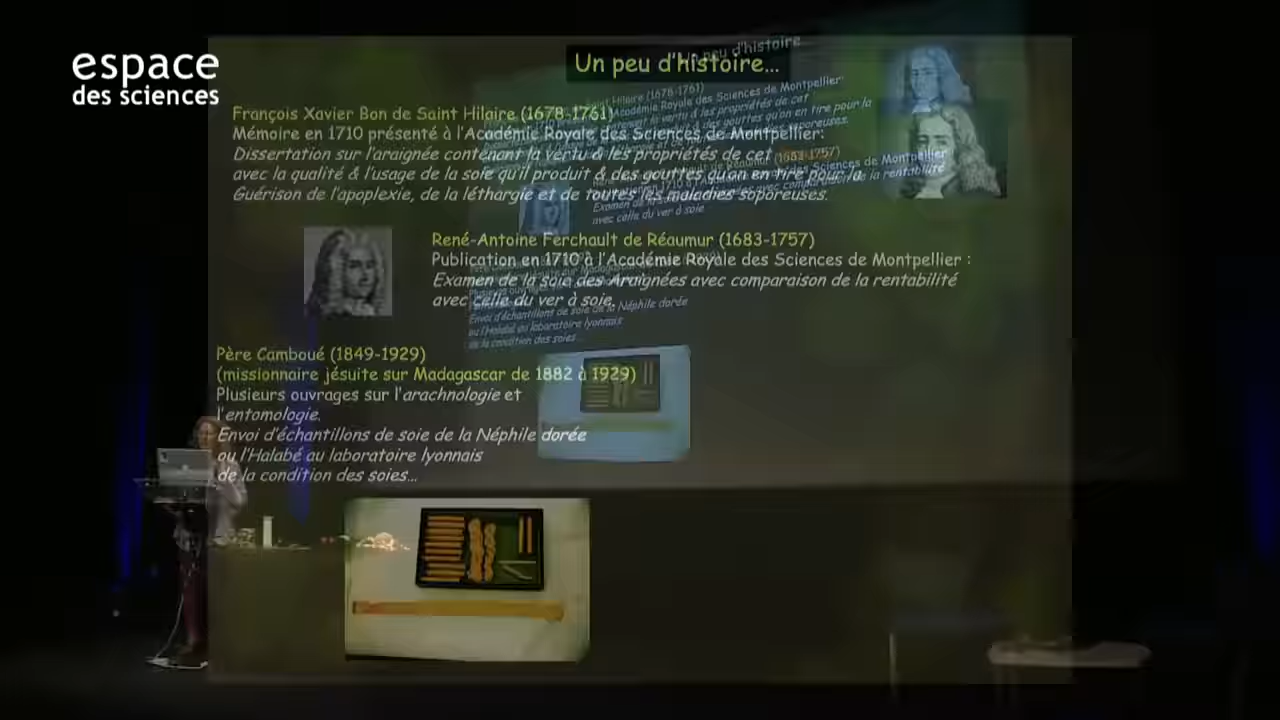 espace
des sciences
Un peu d'histoire...
François Xavier Bon de Saint Hilaire (1678-1761)
Mémoire en 1710 présenté à l'Académie Royale des Sciences de Montpellier:
Dissertation sur l'araignée contenant la vertu & les propriétés de cet
avec la qualité & l'usage de la soie qu'il produit & des gouttes qu'on en tire pour la
Guérison de l'apoplexie, de la léthargie et de toutes les maladies soporeuses.
René-Antoine Ferchault de Réaumur (1683-1757)
Publication en 1710 à l'Académie Royale des Sciences de Montpellier :
Examen de la soie des Araignées avec comparaison de la rentabilité
avec celle du ver à soie.
Père Camboué (1849-1929)
(missionnaire jésuite sur Madagascar de 1882 à 1929)
Plusieurs ouvrages sur l'arachnologie et
l'entomologie.
Envoi d'échantillons de soie de la Néphile dorée
ou l'Halabé au laboratoire lyonnais
de la condition des soies...